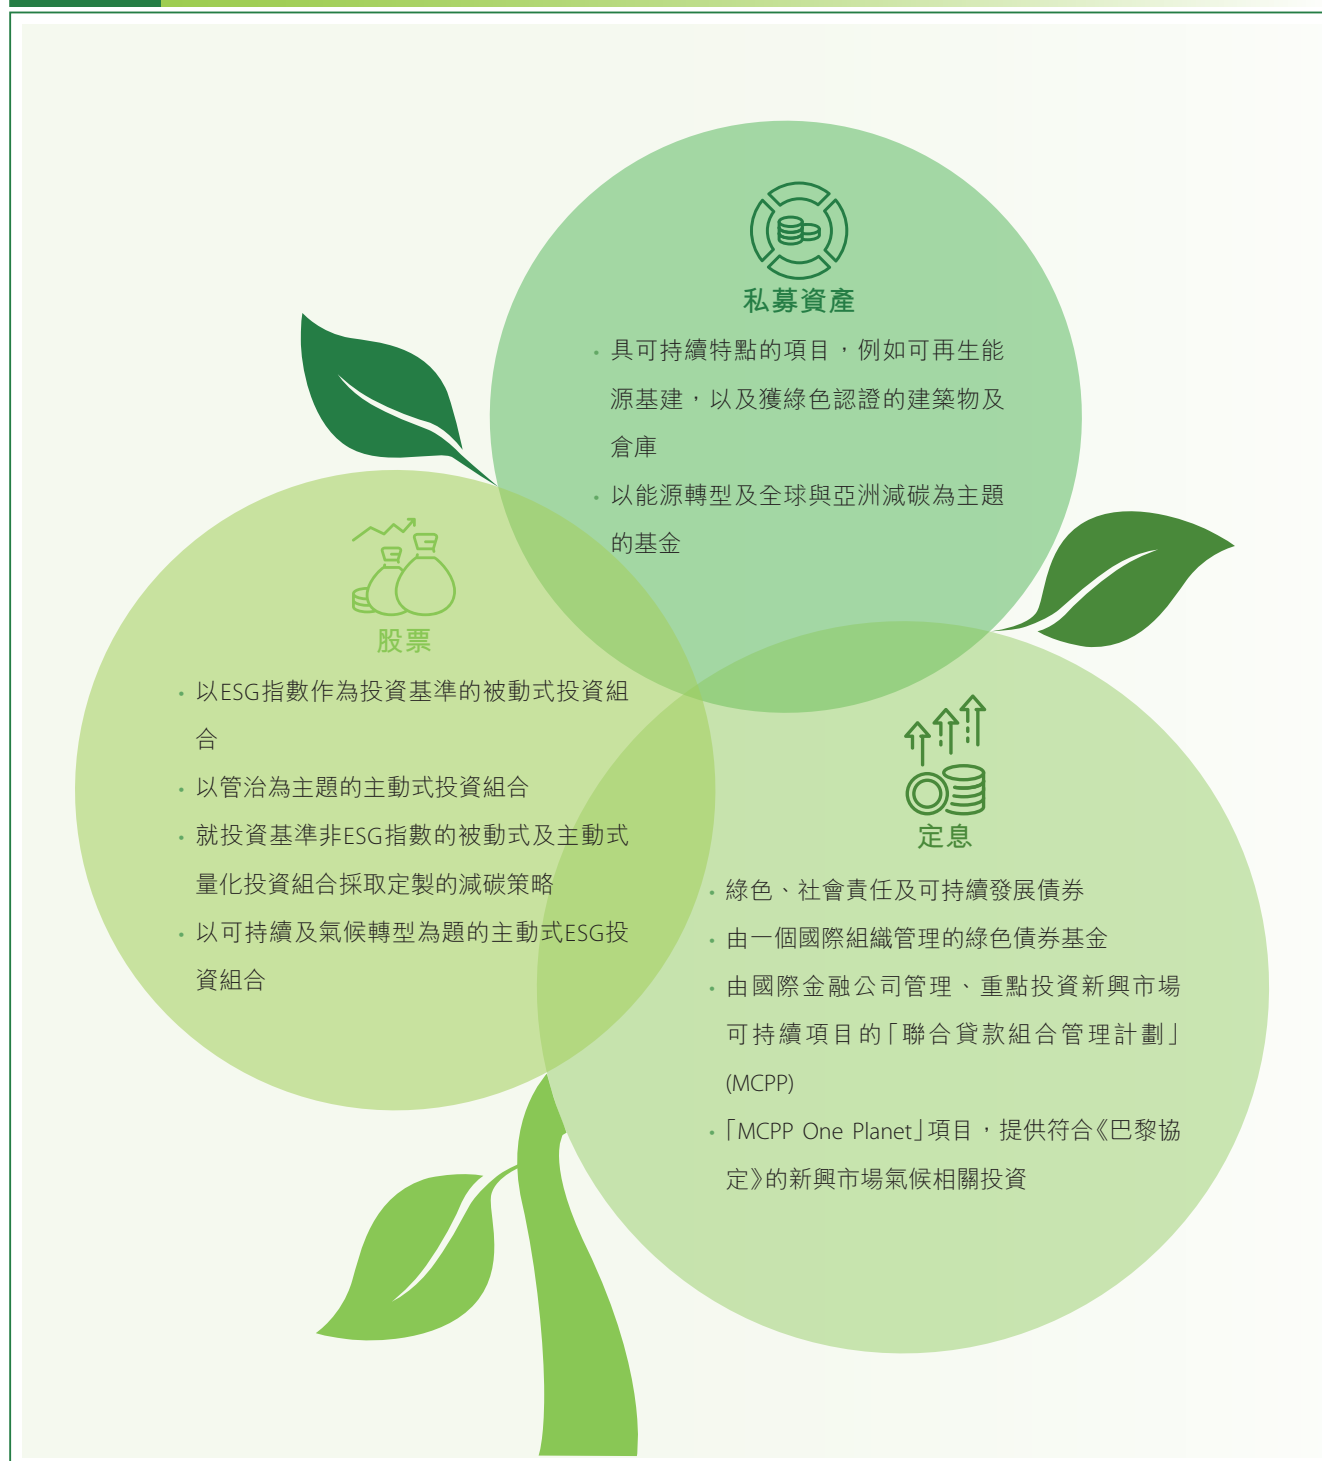 私募資產
• 具可持續特點的項目，例如可再生能
源基建，以及獲綠色認證的建築物及
倉庫
• 以能源轉型及全球與亞洲減碳為主題
的基金
股票
• 以ESG指數作為投資基準的被動式投資組
合
• 以管治為主題的主動式投資組合
• 就投資基準非ESG指數的被動式及主動式
量化投資組合採取定製的減碳策略
• 以可持續及氣候轉型為題的主動式ESG投
資組合
定息
• 綠色、社會責任及可持續發展債券
• 由一個國際組織管理的綠色債券基金
• 由國際金融公司管理、重點投資新興市場
可持續項目的「聯合貸款組合管理計劃」
(MCPP)
• 「MCPP One Planet」項目，提供符合《巴黎協
定》的新興市場氣候相關投資